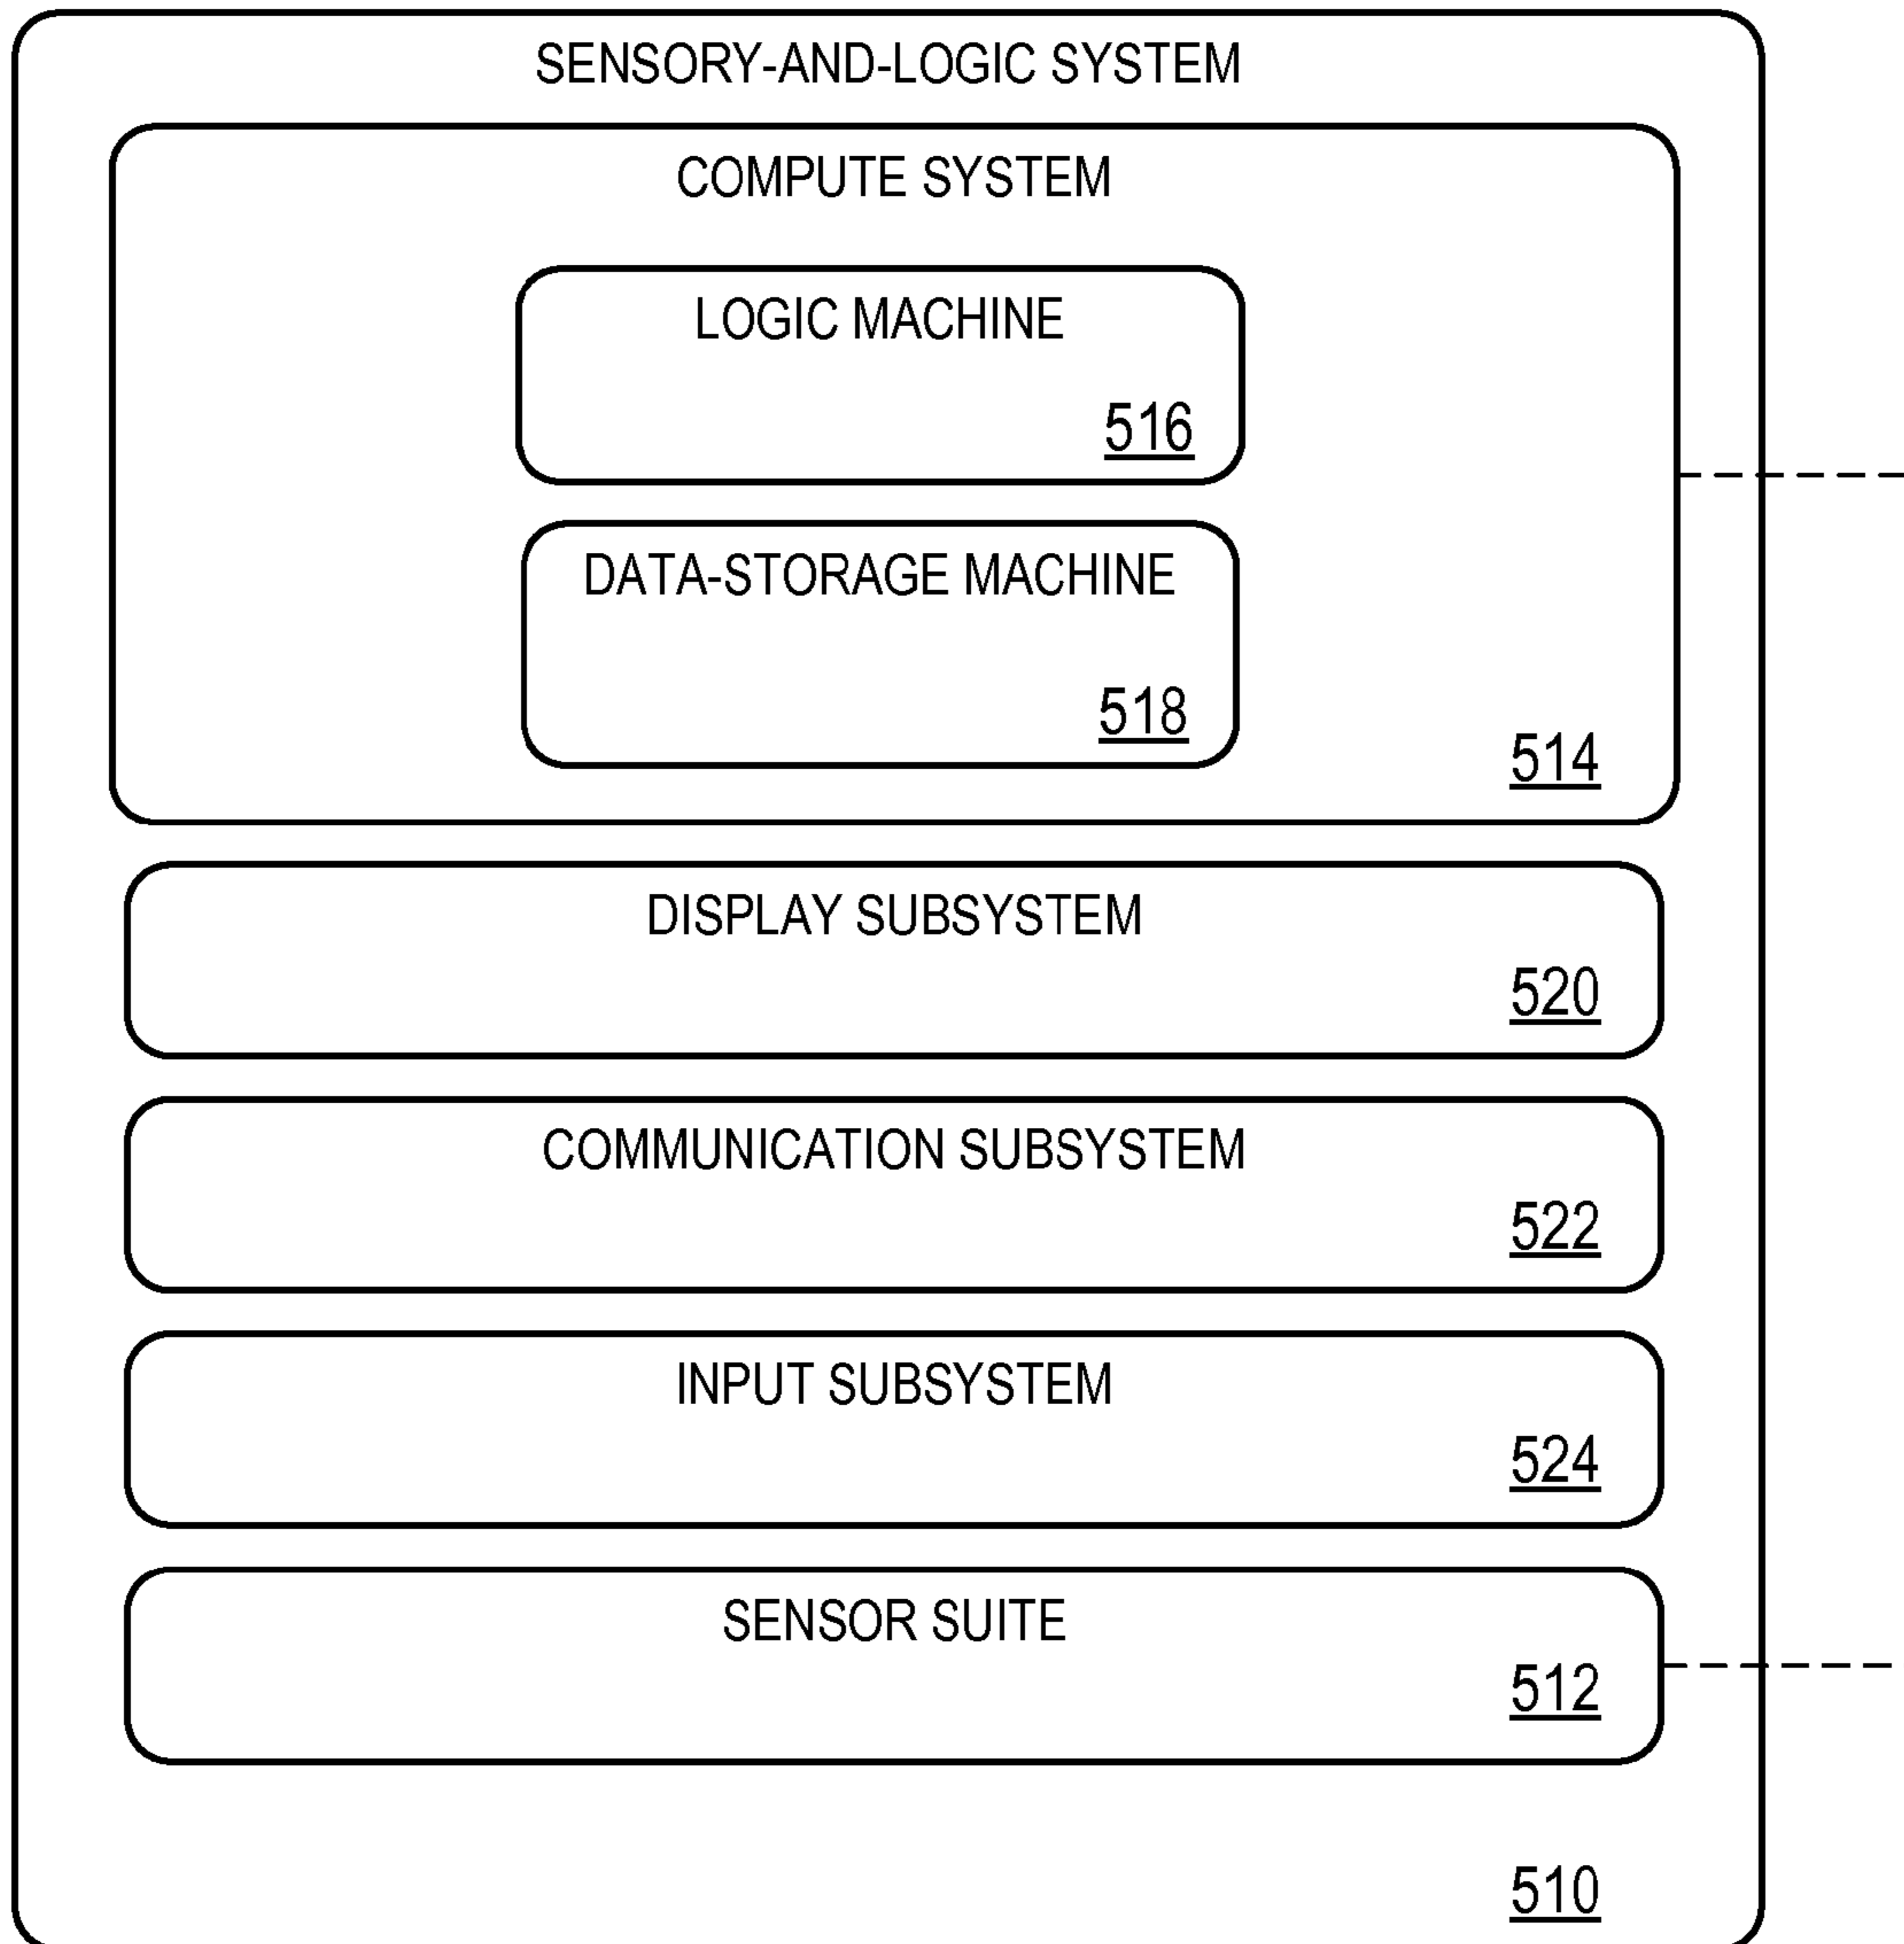 SENSORY-AND-LOGIC SYSTEM
COMPUTE SYSTEM
LOGIC MACHINE
516
DATA-STORAGE MACHINE
518
514
DISPLAY SUBSYSTEM
520
COMMUNICATION SUBSYSTEM
522
INPUT SUBSYSTEM
524
SENSOR SUITE
512
510